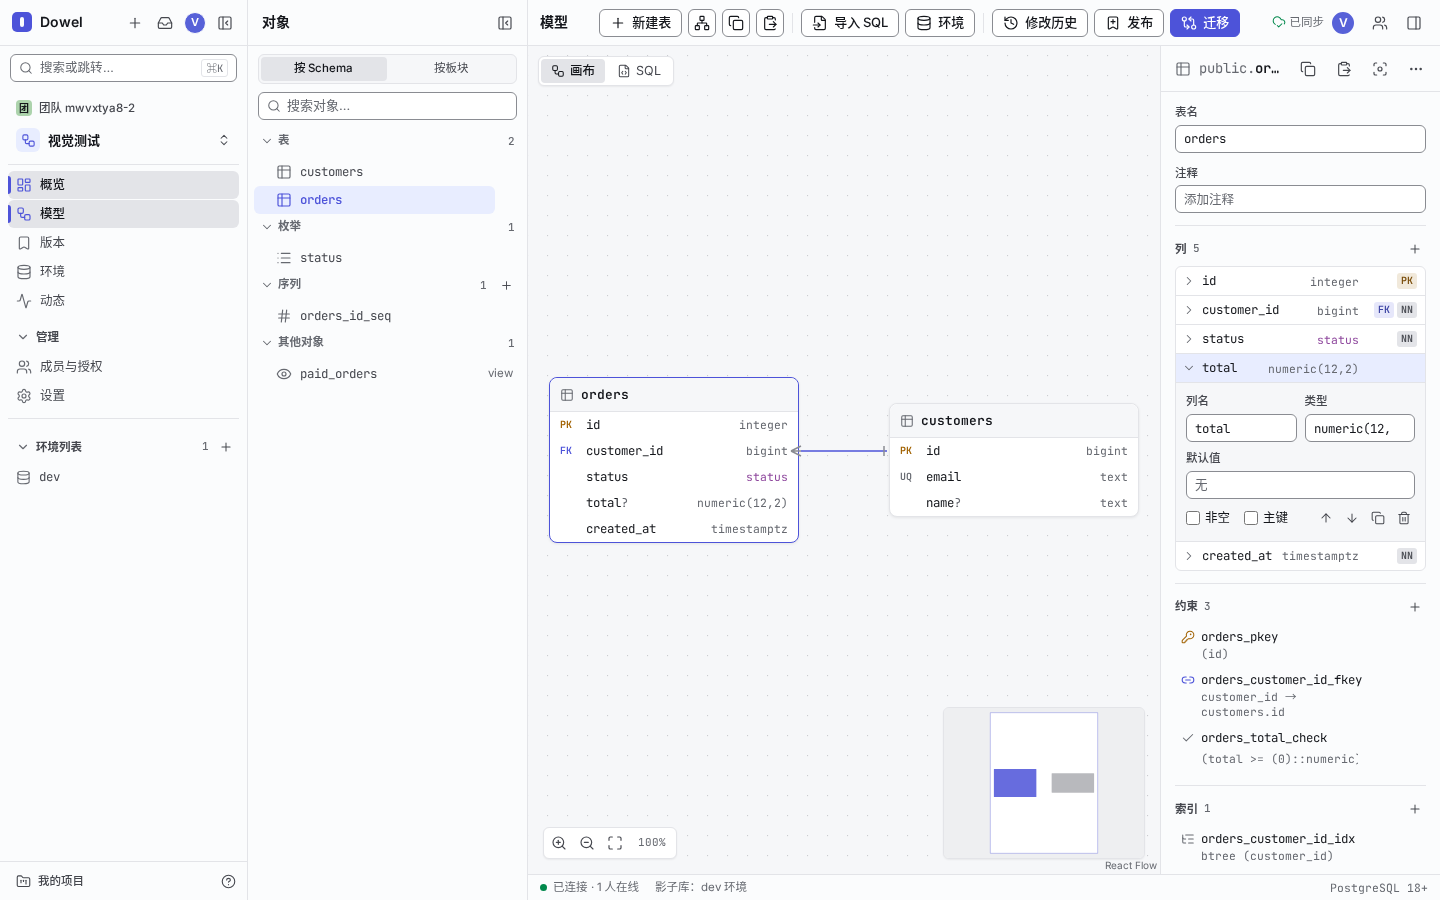 Dowel
V
搜索或跳转...
⌘K
团
团队 mwvxtya8-2
视觉测试
概览
模型
版本
环境
动态
管理
成员与授权
设置
环境列表
1
dev
我的项目
对象
按 Schema
按板块
搜索对象...
表
2
customers
orders
枚举
1
status
序列
1
orders_id_seq
其他对象
1
paid_orders
view
模型
新建表
导入 SQL
环境
修改历史
发布
迁移
已同步
V
画布
SQL
orders
PK id integer
FK customer_id bigint
status status
total? numeric(12,2)
created_at timestamptz
customers
PK id bigint
UQ email text
name? text
100%
React Flow
已连接 · 1 人在线
影子库: dev 环境
PostgreSQL 18+
public.or…
表名
orders
注释
添加注释
列 5
id integer PK
customer_id bigint FK NN
status status NN
total numeric(12,2)
列名
类型
total
numeric(12,
默认值
无
非空
主键
created_at timestamptz NN
约束 3
orders_pkey
(id)
orders_customer_id_fkey
customer_id →
customers.id
orders_total_check
(total >= (0)::numeric)
索引 1
orders_customer_id_idx
btree (customer_id)